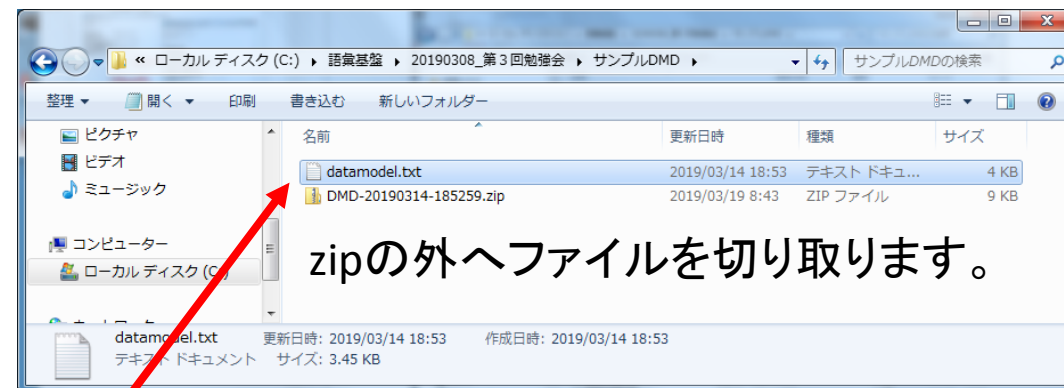 « ローカル ディスク (C:) ▸ 語彙基盤 ▸ 20190308_第3回勉強会 ▸ サンプルDMD ▸ サンプルDMDの検索
整理 開く 印刷 書き込む 新しいフォルダー
ピクチャ
ビデオ
ミュージック
コンピューター
ローカル ディスク (C:)
名前 更新日時 種類 サイズ
datamodel.txt 2019/03/14 18:53 テキスト ドキュ... 4 KB
DMD-20190314-185259.zip 2019/03/19 8:43 ZIP ファイル 9 KB
zipの外へファイルを切り取ります。
datamodel.txt 更新日時: 2019/03/14 18:53 作成日時: 2019/03/14 18:53
テキスト ドキュメント サイズ: 3.45 KB